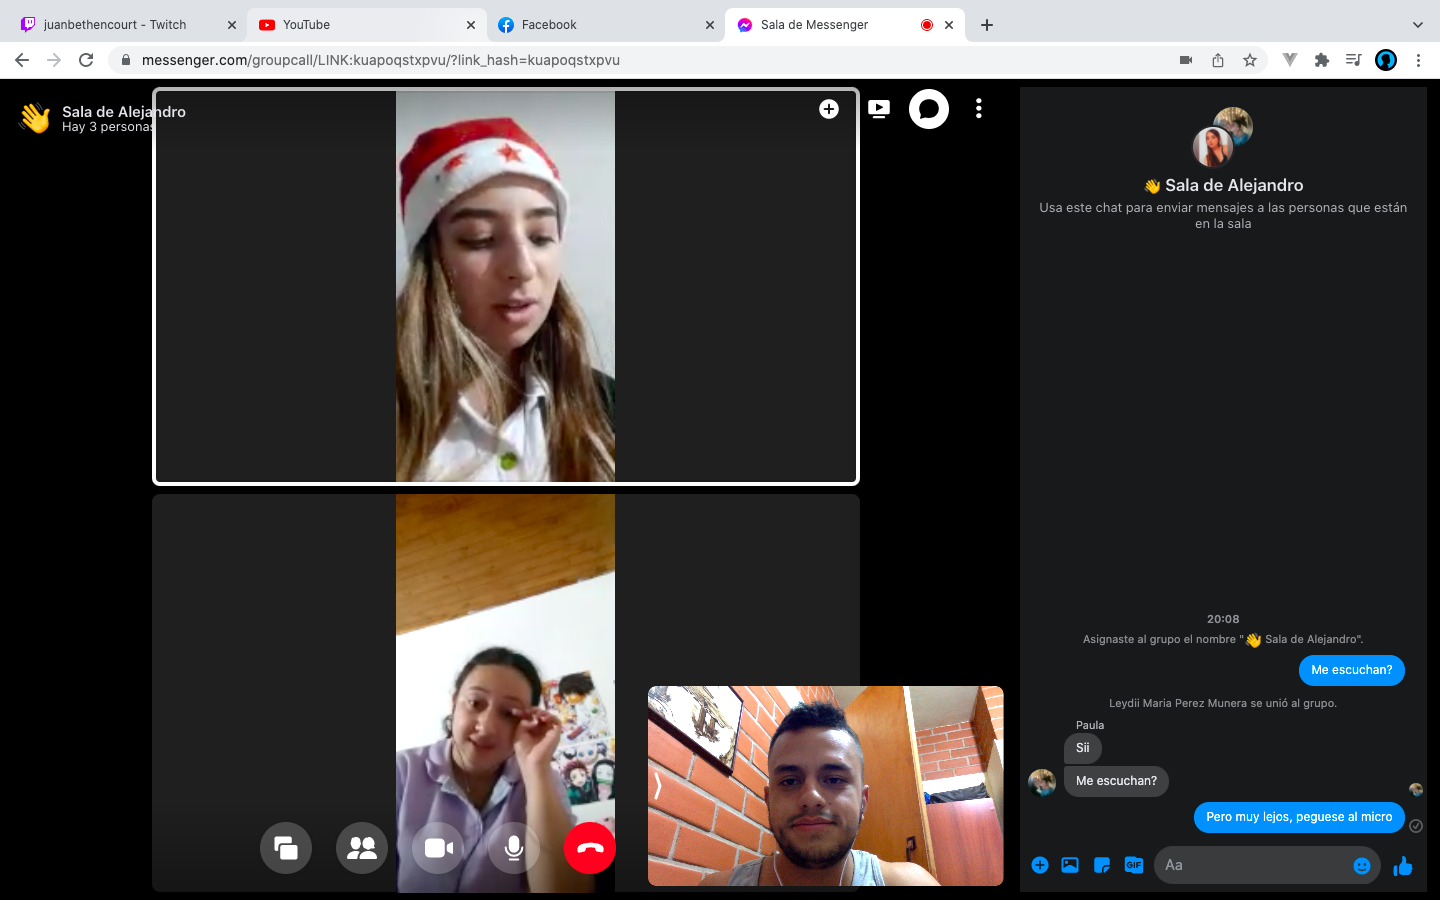 juanbethencourt - Twitch
YouTube
Facebook
Sala de Messenger
messenger.com/groupcall/LINK:kuapoqstxpvu/?link_hash=kuapoqstxpvu
Sala de Alejandro
Hay 3 personas
👋 Sala de Alejandro
Usa este chat para enviar mensajes a las personas que están
en la sala
20:08
Asignaste al grupo el nombre "👋 Sala de Alejandro".
Me escuchan?
Leydii Maria Perez Munera se unió al grupo.
Paula
Sii
Me escuchan?
Pero muy lejos, peguese al micro
GIF
Aa